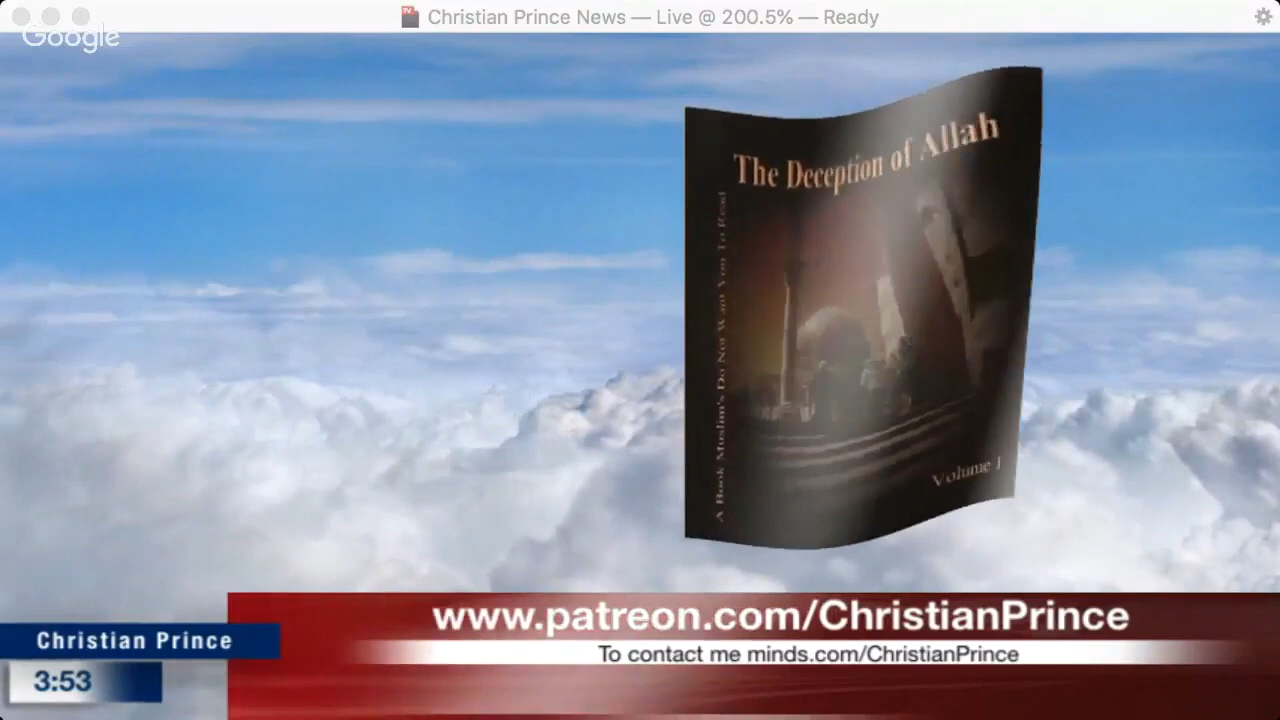 Christian Prince News — Live @ 200.5% — Ready
Google
The Deception of Allah
A Book Muslim's Do Not Want You To Read
Volume 1
www.patreon.com/ChristianPrince
Christian Prince
To contact me minds.com/ChristianPrince
3:53